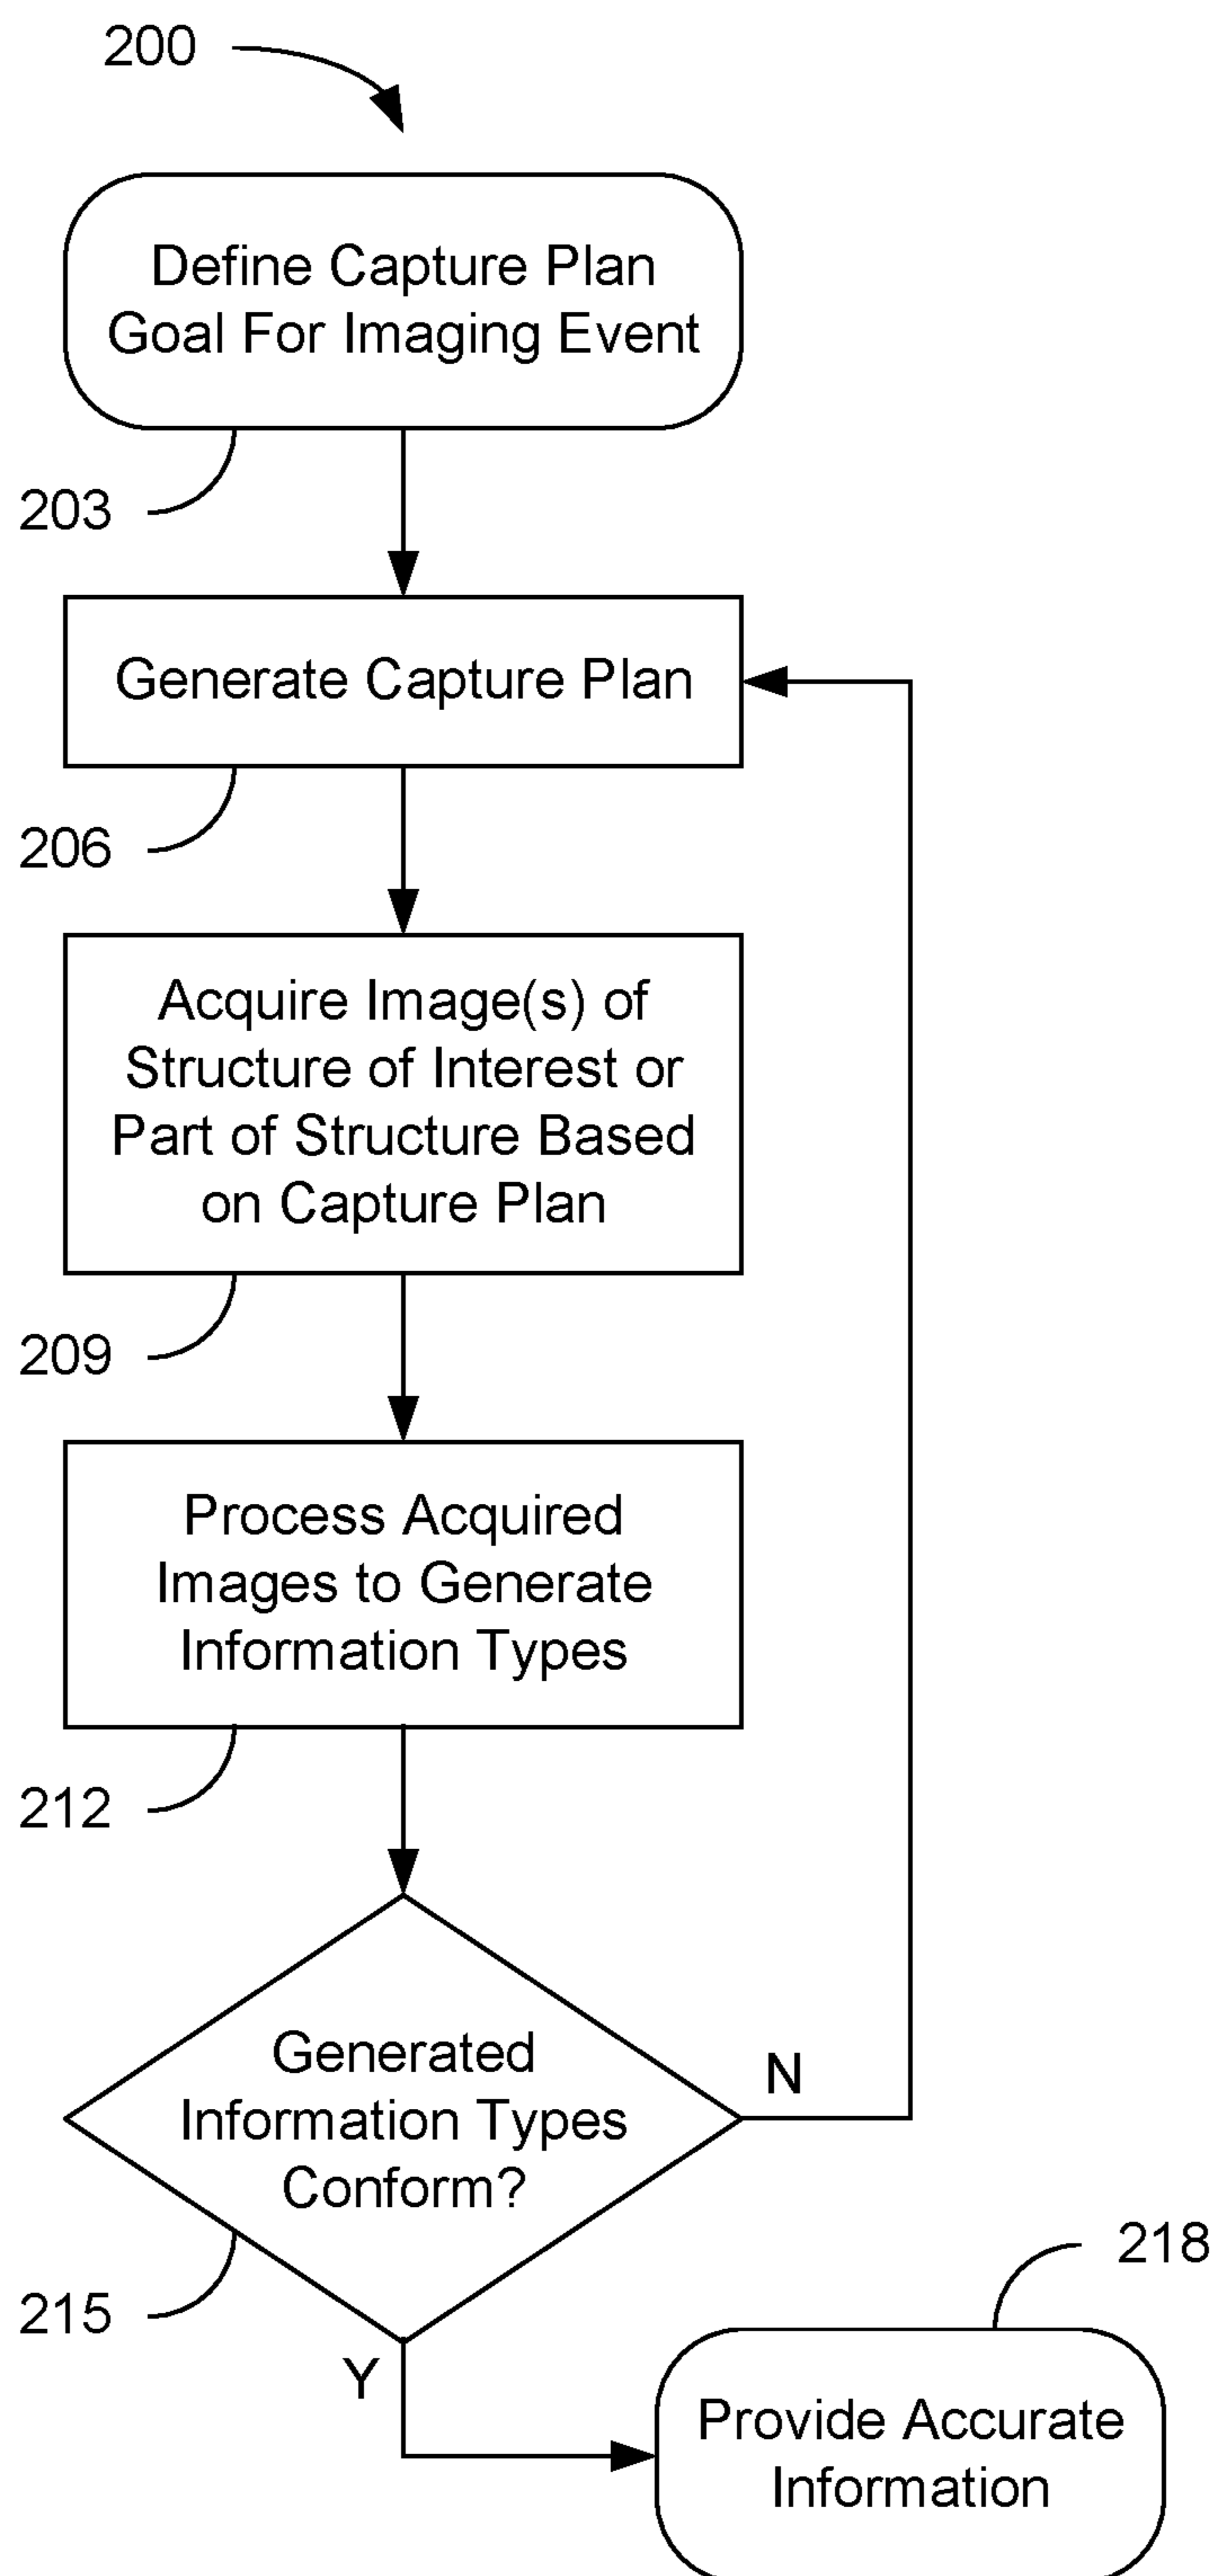 200
Define Capture Plan
Goal For Imaging Event
203
Generate Capture Plan
206
Acquire Image(s) of
Structure of Interest or
Part of Structure Based
on Capture Plan
209
Process Acquired
Images to Generate
Information Types
212
Generated
Information Types
Conform?
N
215
Y
218
Provide Accurate
Information